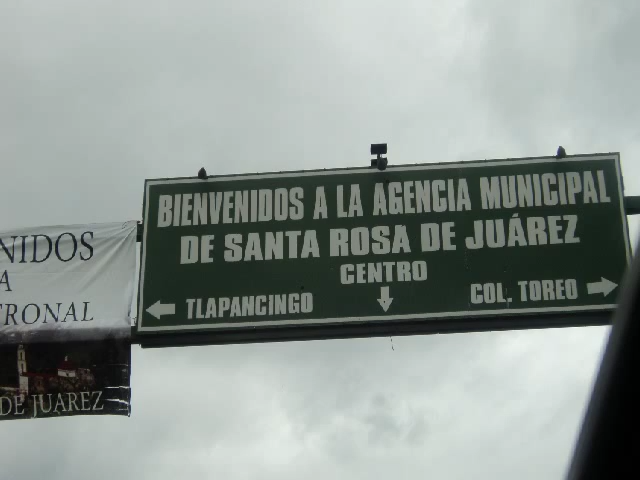 BIENVENIDOS A LA AGENCIA MUNICIPAL
DE SANTA ROSA DE JUÁREZ
CENTRO
TLAPANCINGO
COL. TOREO
NIDOS
A
TRONAL
DE JUAREZ